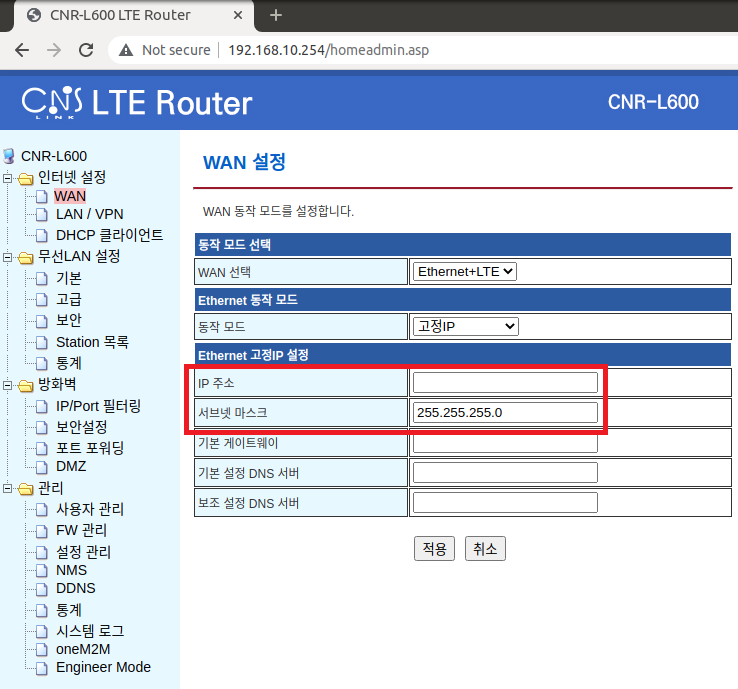 CNR-L600 LTE Router
Not secure | 192.168.10.254/homeadmin.asp
CNS LINK LTE Router
CNR-L600
CNR-L600
인터넷 설정
WAN
LAN / VPN
DHCP 클라이언트
무선LAN 설정
기본
고급
보안
Station 목록
통계
방화벽
IP/Port 필터링
보안설정
포트 포워딩
DMZ
관리
사용자 관리
FW 관리
설정 관리
NMS
DDNS
통계
시스템 로그
oneM2M
Engineer Mode
WAN 설정
WAN 동작 모드를 설정합니다.
동작 모드 선택
WAN 선택 Ethernet+LTE
Ethernet 동작 모드
동작 모드 고정IP
Ethernet 고정IP 설정
IP 주소
서브넷 마스크 255.255.255.0
기본 게이트웨이
기본 설정 DNS 서버
보조 설정 DNS 서버
적용 취소